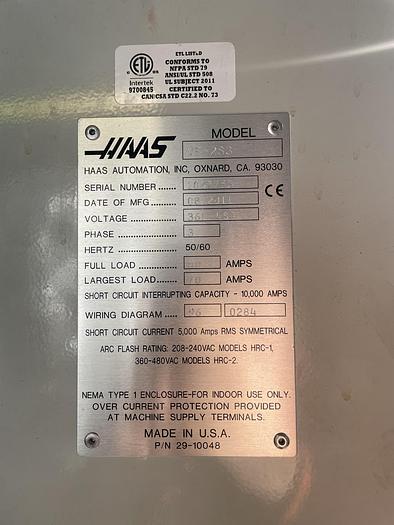 ETL LISTED
CONFORMS TO
NFPA STD 79
ANSI/UL STD 508
UL SUBJECT 2011
CERTIFIED TO
CAN/CSA STD C22.2 NO. 73
ETL
Intertek
9700845
HAAS
MODEL
HAAS AUTOMATION, INC, OXNARD, CA. 93030
SERIAL NUMBER ......
DATE OF MFG ......
CE
VOLTAGE ......
PHASE ...... 3
HERTZ 50/60
FULL LOAD ...... AMPS
LARGEST LOAD...... 70 AMPS
SHORT CIRCUIT INTERRUPTING CAPACITY - 10,000 AMPS
WIRING DIAGRAM ..... 96 0284
SHORT CIRCUIT CURRENT 5,000 Amps RMS SYMMETRICAL
ARC FLASH RATING: 208-240VAC MODELS HRC-1,
360-480VAC MODELS HRC-2.
NEMA TYPE 1 ENCLOSURE-FOR INDOOR USE ONLY.
OVER CURRENT PROTECTION PROVIDED
AT MACHINE SUPPLY TERMINALS.
MADE IN U.S.A.
P/N 29-10048